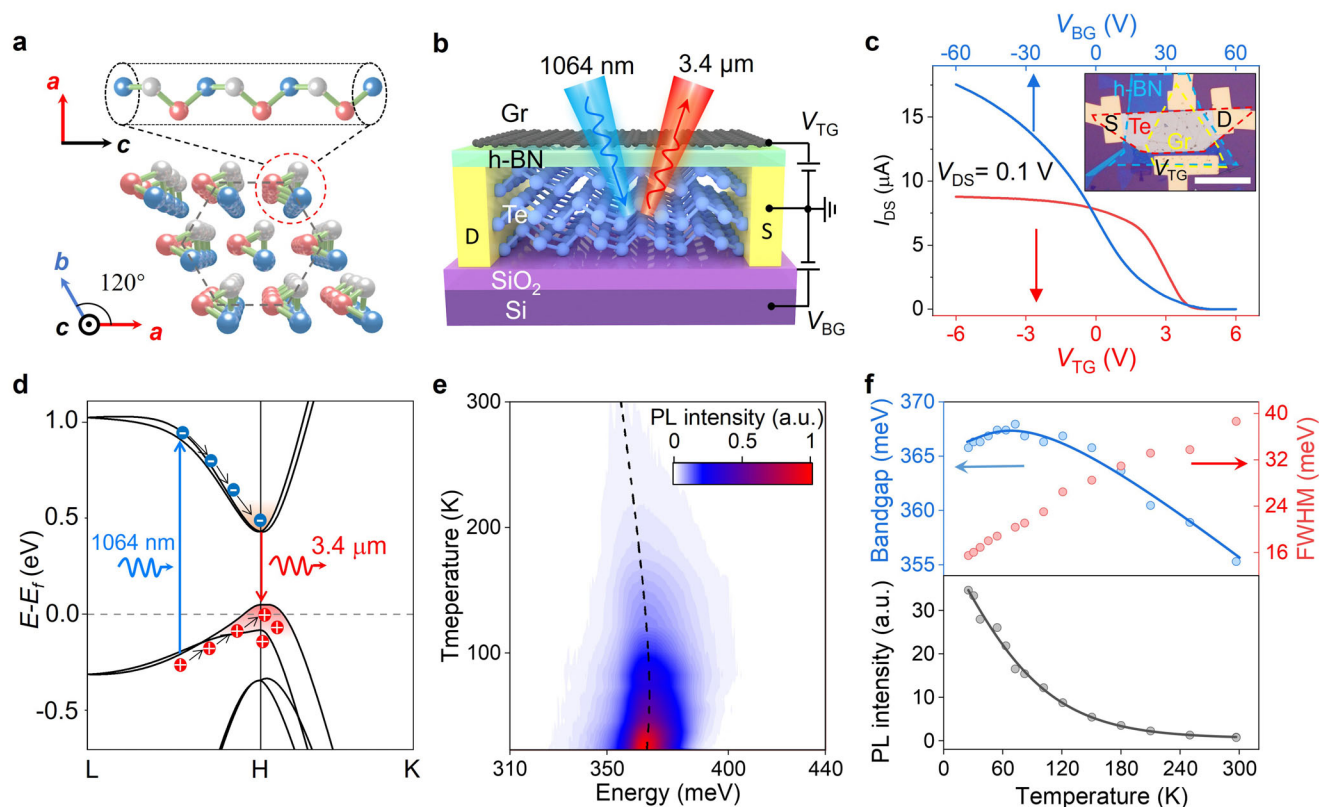 a
a
c
b
120°
c
a
b
1064 nm
3.4 μm
Gr
V_TG
h-BN
Te
D
S
SiO₂
Si
V_BG
c
V_BG (V)
-60 -30 0 30 60
h-BN
S
Te
D
Gr
V_TG
V_DS= 0.1 V
I_DS (μA)
15
10
5
0
-6 -3 0 3 6
V_TG (V)
d
E-E_f (eV)
1.0
0.5
0.0
-0.5
1064 nm
3.4 μm
L H K
e
Tmeperature (K)
300
200
100
PL intensity (a.u.)
0 0.5 1
310 350 400 440
Energy (meV)
f
Bandgap (meV)
370
365
360
355
FWHM (meV)
40
32
24
16
PL intensity (a.u.)
30
20
10
0
0 60 120 180 240 300
Temperature (K)